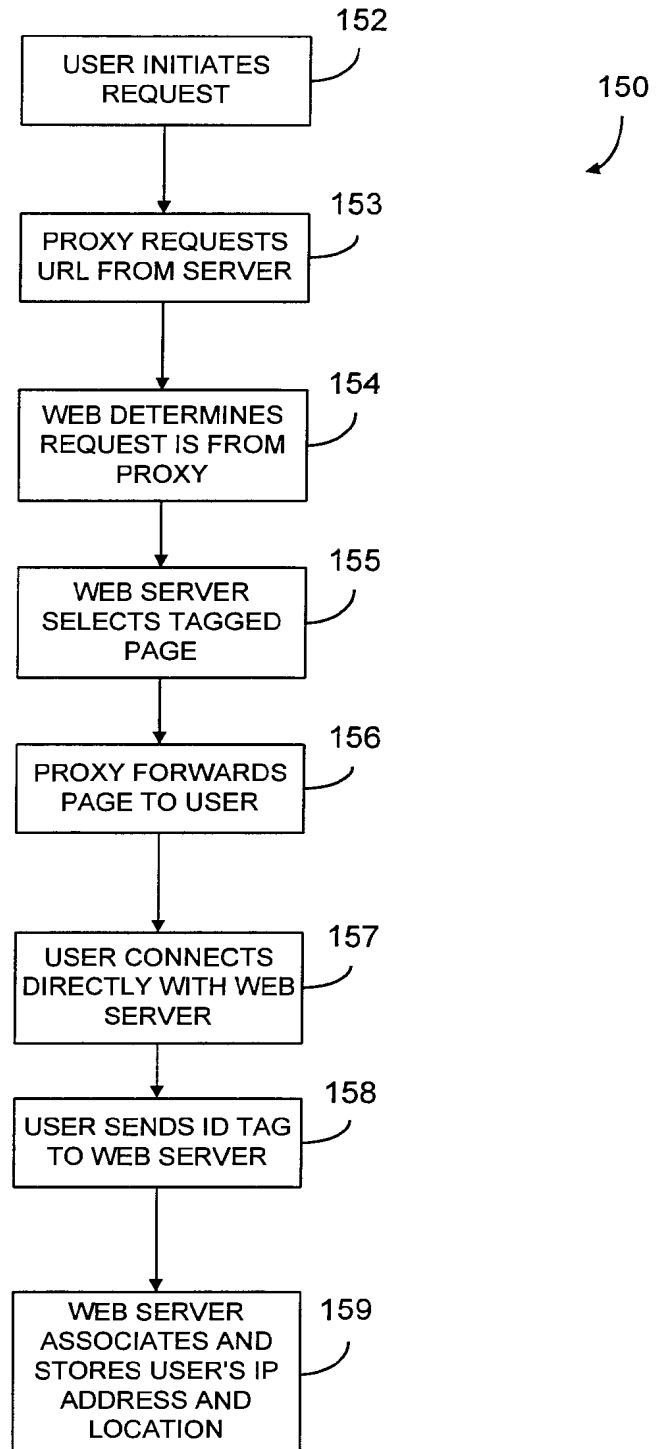 152
USER INITIATES
REQUEST
150
153
PROXY REQUESTS
URL FROM SERVER
154
WEB DETERMINES
REQUEST IS FROM
PROXY
155
WEB SERVER
SELECTS TAGGED
PAGE
156
PROXY FORWARDS
PAGE TO USER
157
USER CONNECTS
DIRECTLY WITH WEB
SERVER
158
USER SENDS ID TAG
TO WEB SERVER
159
WEB SERVER
ASSOCIATES AND
STORES USER'S IP
ADDRESS AND
LOCATION